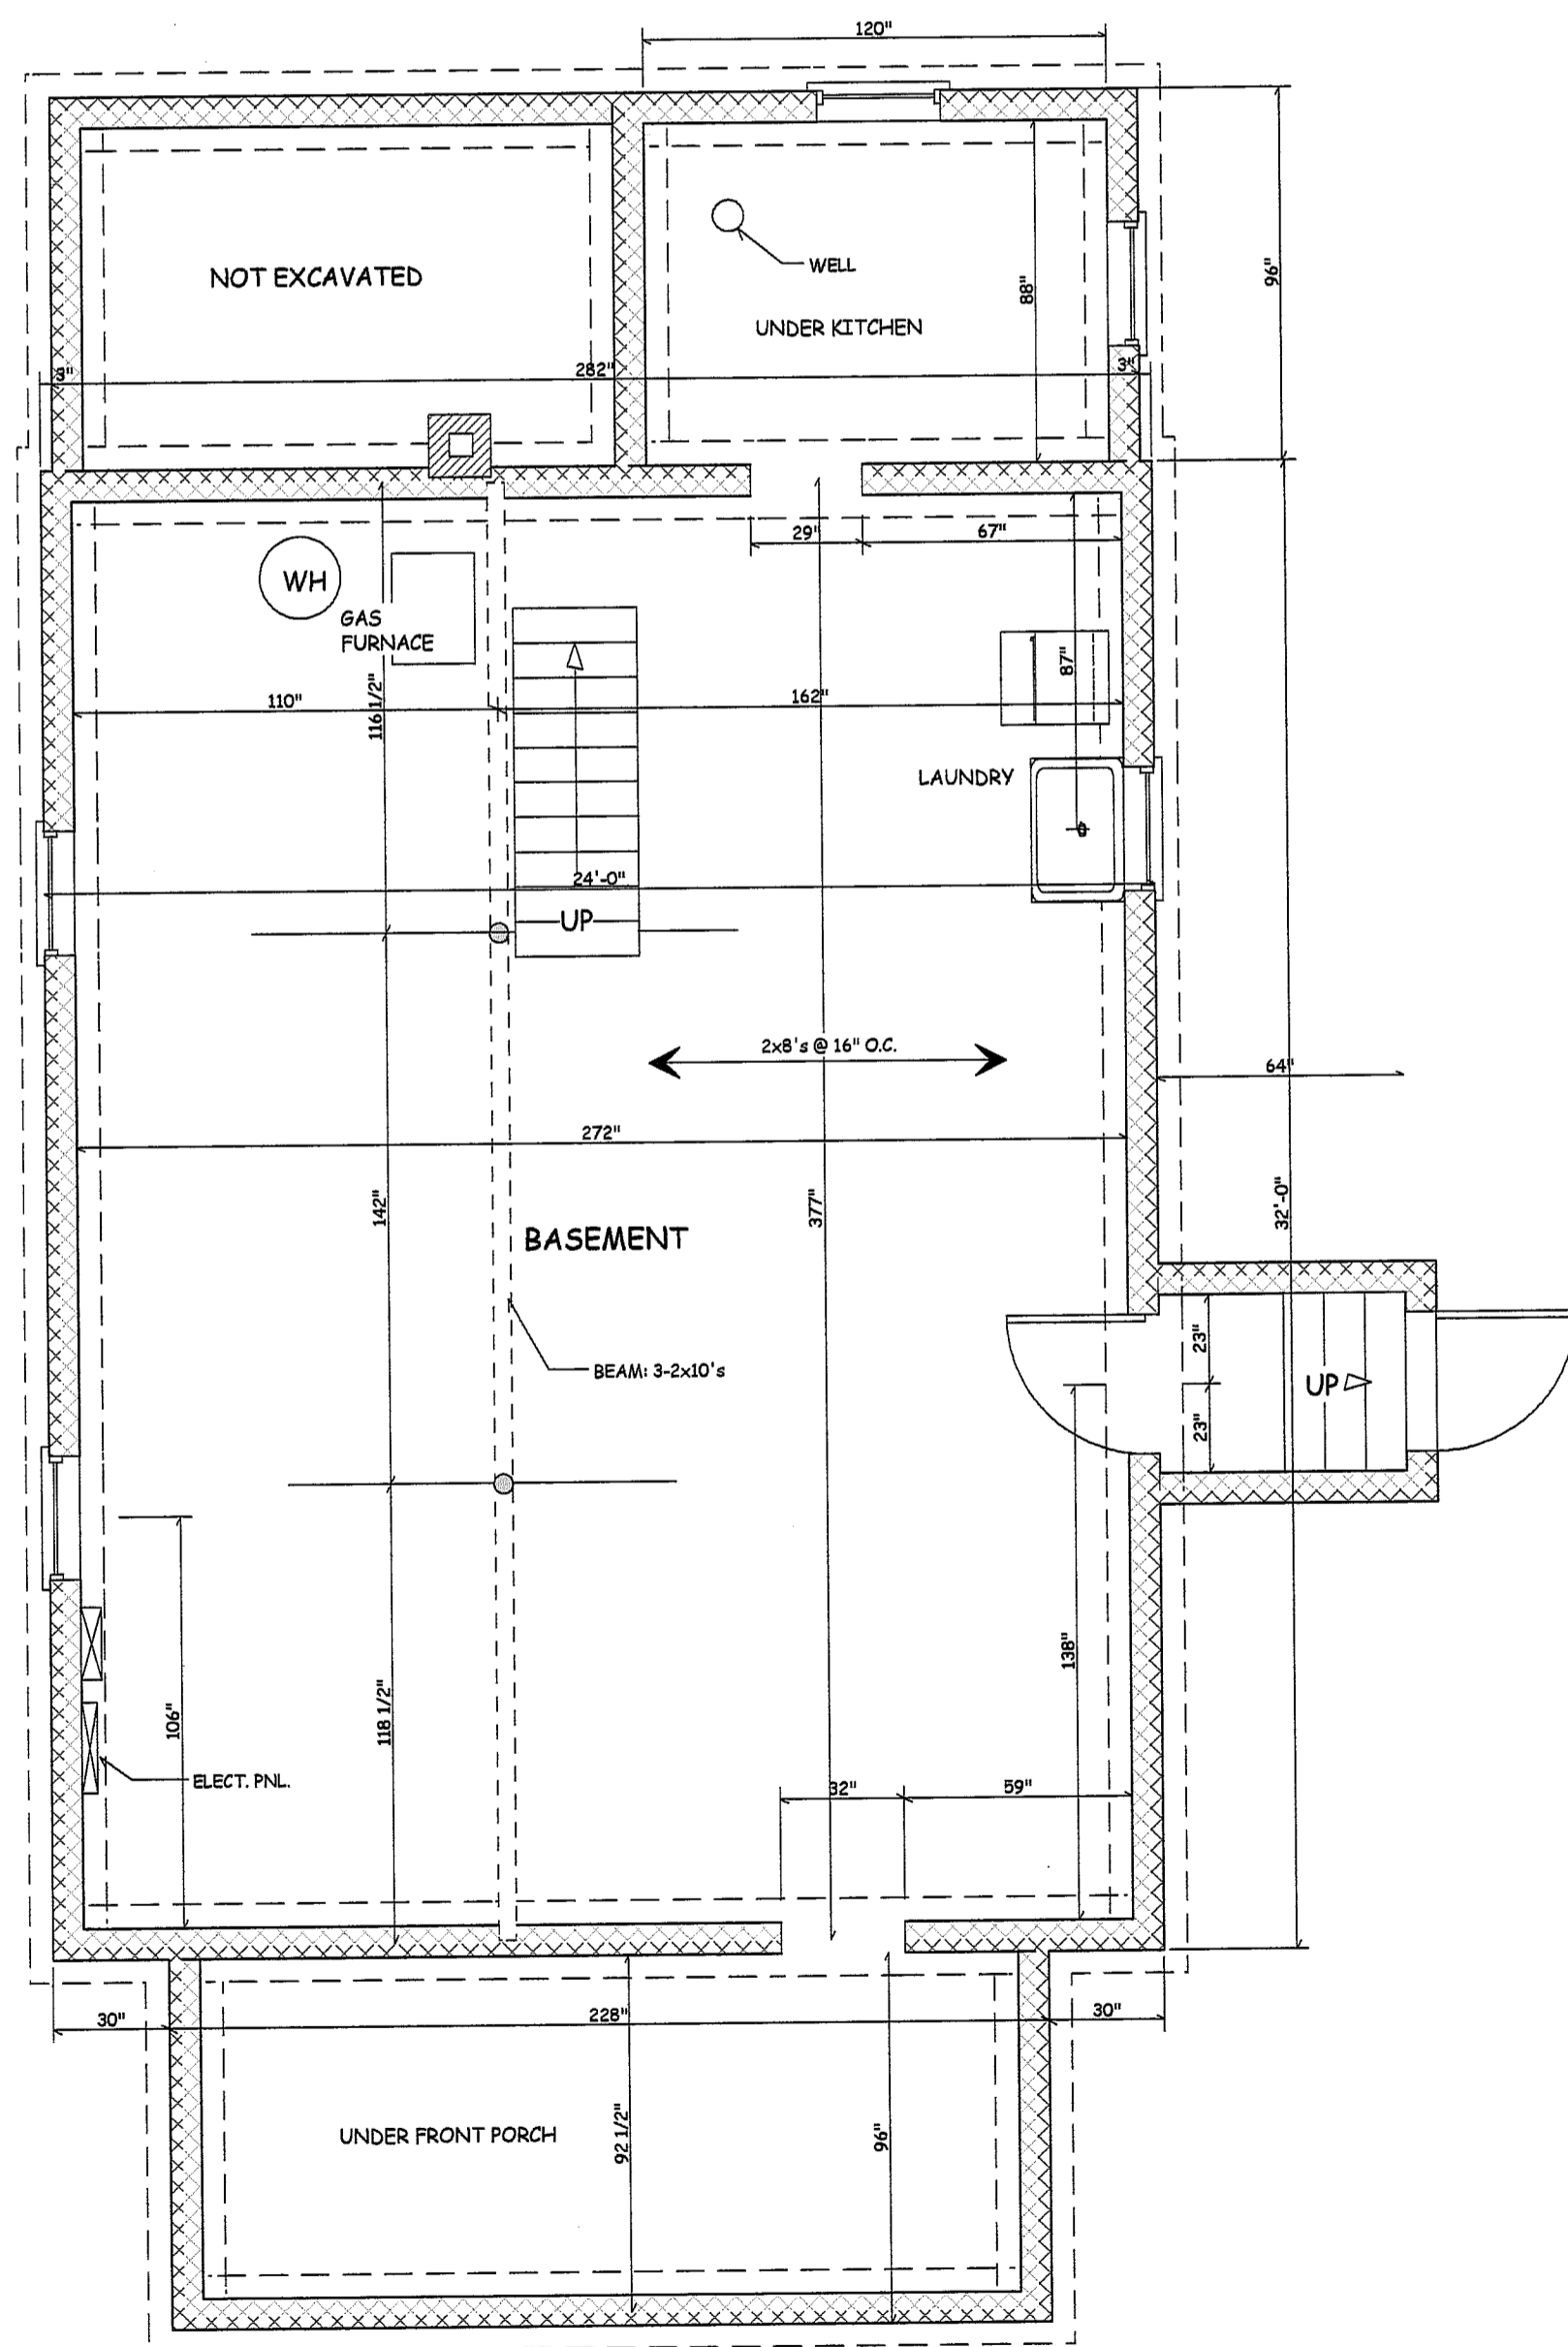 120"
NOT EXCAVATED
WELL
UNDER KITCHEN
88"
96"
3"
282"
3"
29"
67"
WH
GAS
FURNACE
116 1/2"
110"
162"
87"
LAUNDRY
24'-0"
UP
2x8's @ 16" O.C.
64"
272"
142"
377"
32'-0"
BASEMENT
BEAM: 3-2x10's
23"
UP
23"
138"
106"
118 1/2"
ELECT. PNL.
32"
59"
30"
228"
30"
UNDER FRONT PORCH
92 1/2"
96"